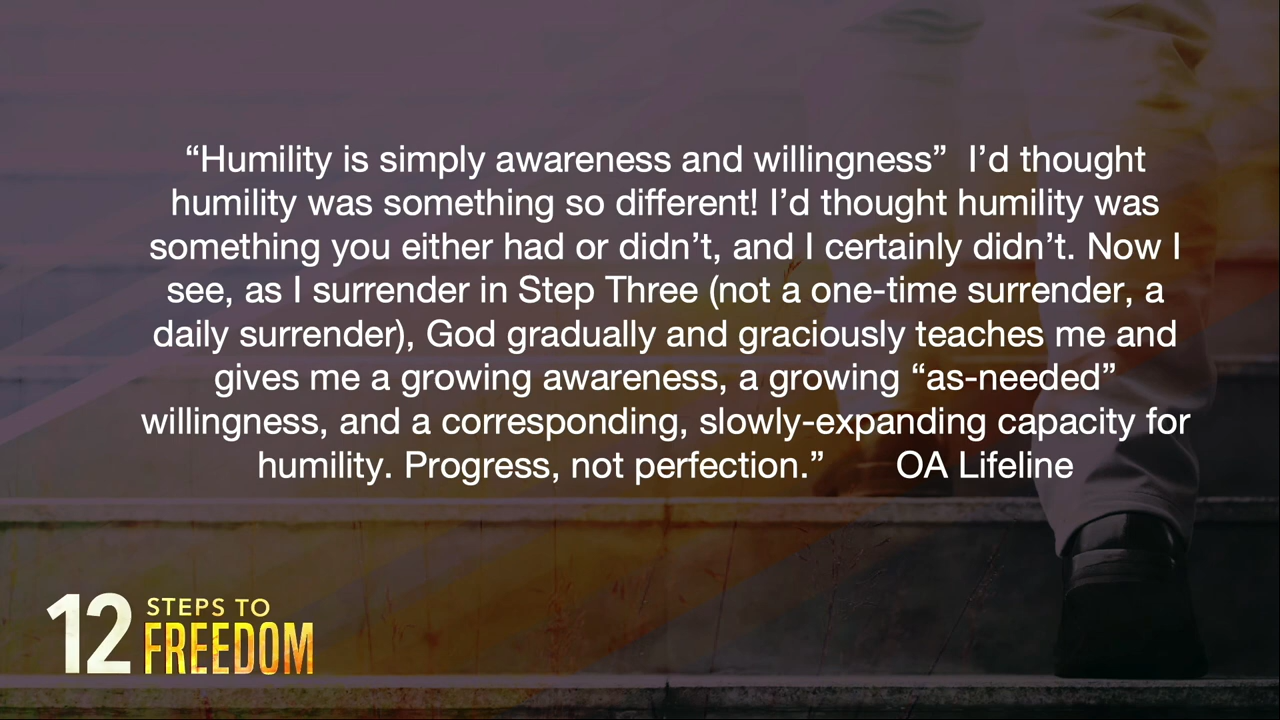 “Humility is simply awareness and willingness”  I’d thought
humility was something so different! I’d thought humility was
something you either had or didn’t, and I certainly didn’t. Now I
see, as I surrender in Step Three (not a one-time surrender, a
daily surrender), God gradually and graciously teaches me and
gives me a growing awareness, a growing “as-needed”
willingness, and a corresponding, slowly-expanding capacity for
humility. Progress, not perfection.”        OA Lifeline
12 STEPS TO
FREEDOM